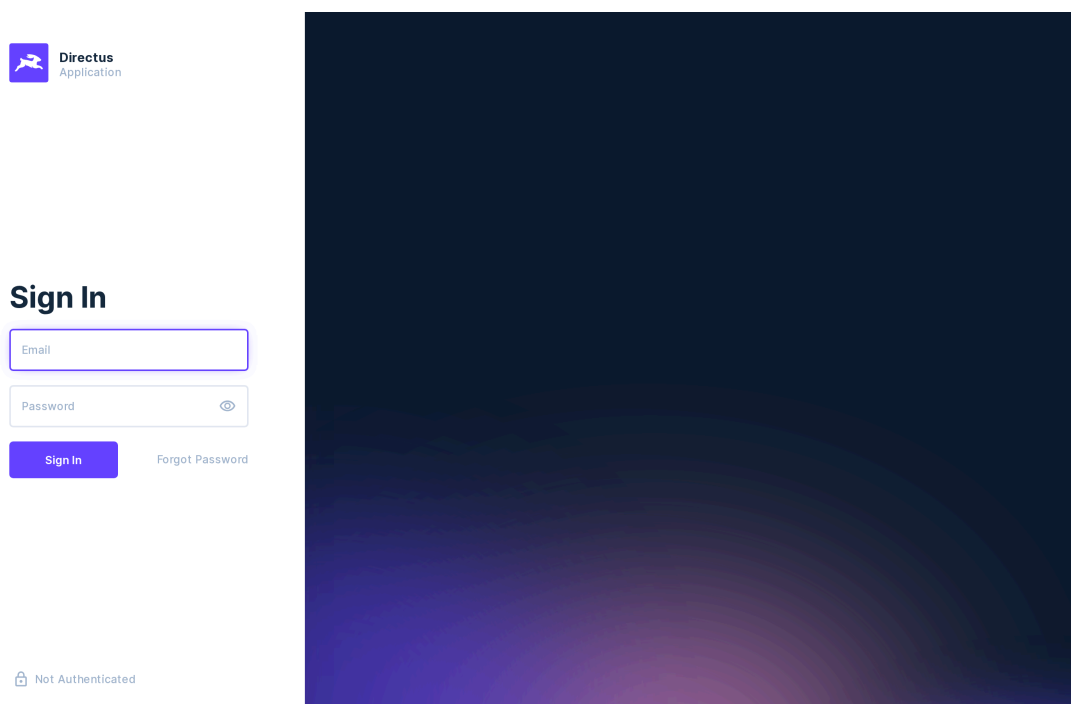 Directus
Application
Sign In
Email
Password
Sign In
Forgot Password
Not Authenticated